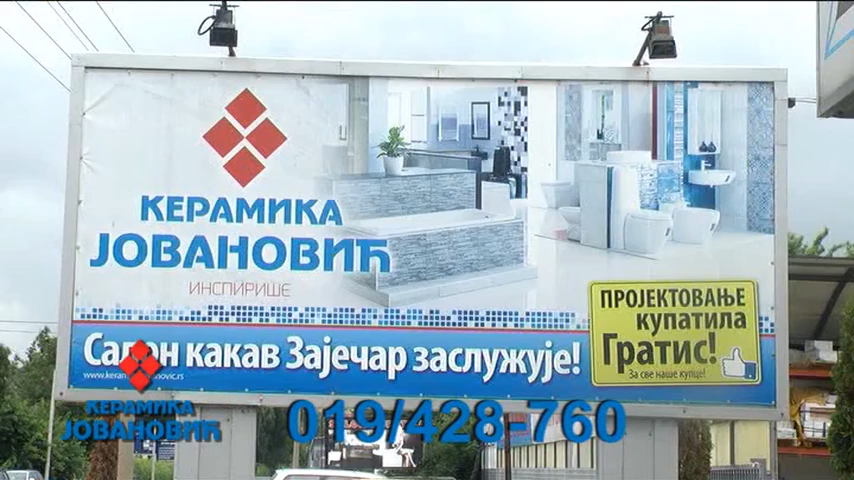 КЕРАМИКА
ЈОВАНОВИЋ
ИНСПИРИШЕ
ПРОЈЕКТОВАЊЕ
КУПАТИЛА
Гратис!
За све наше купце!
Салон какав Зајечар заслужује!
КЕРАМИКА
ЈОВАНОВИЋ
019/428-760